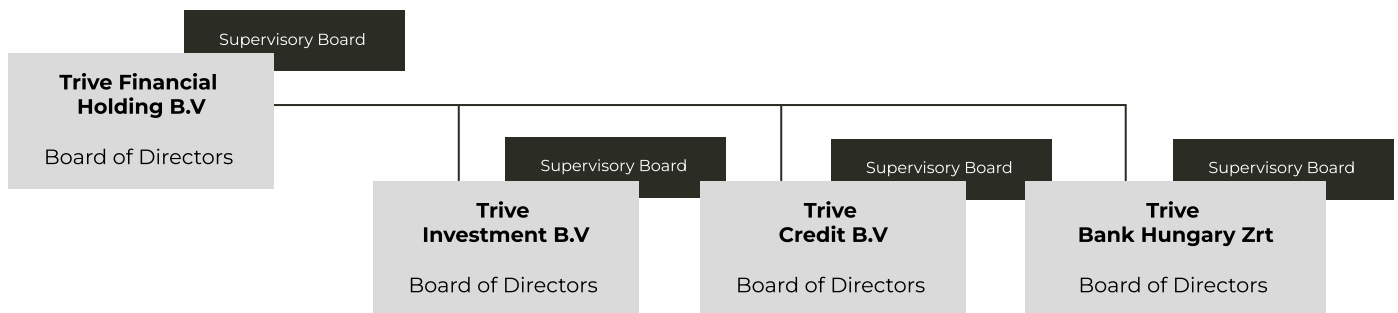 Supervisory Board
Trive Financial
Holding B.V
Board of Directors
Supervisory Board
Trive
Investment B.V
Board of Directors
Supervisory Board
Trive
Credit B.V
Board of Directors
Supervisory Board
Trive
Bank Hungary Zrt
Board of Directors